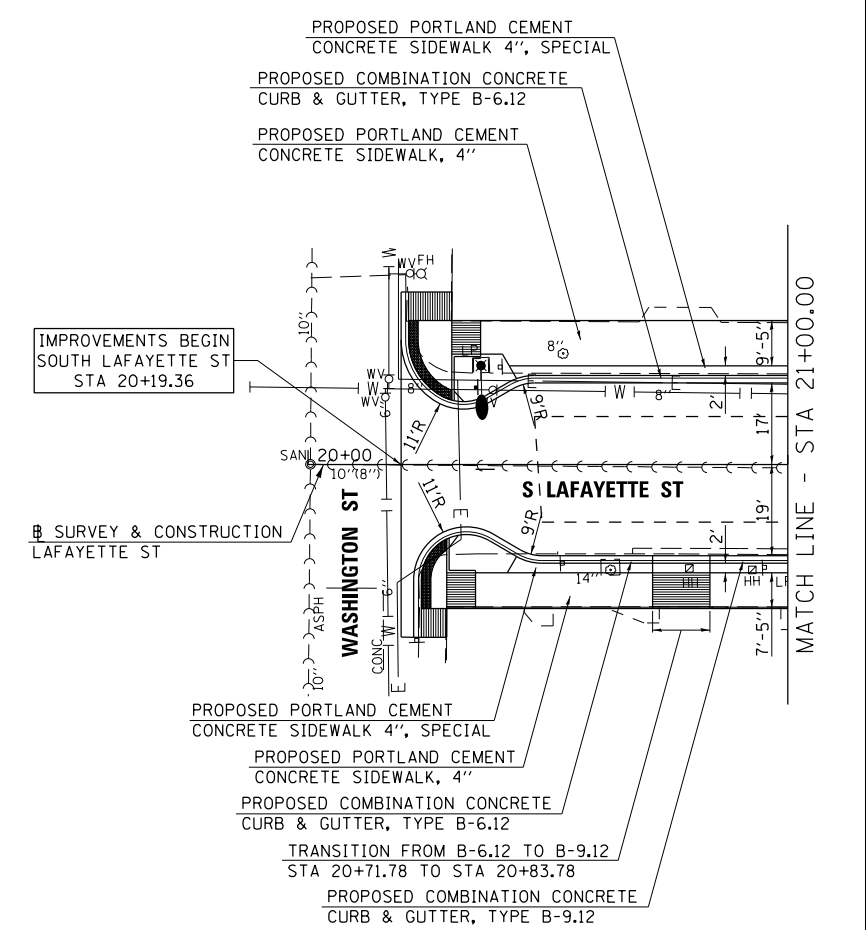 PROPOSED PORTLAND CEMENT
CONCRETE SIDEWALK 4'', SPECIAL
PROPOSED COMBINATION CONCRETE
CURB & GUTTER, TYPE B-6.12
PROPOSED PORTLAND CEMENT
CONCRETE SIDEWALK, 4''
IMPROVEMENTS BEGIN
SOUTH LAFAYETTE ST
STA 20+19.36
W
WV FH
10''
LP
8''
9'-5''
WV
W
WV
8''
6''
E
W
8''
2'
17'
11'R
9'R
SAN
20+00
10''(8'')
S LAFAYETTE ST
MATCH LINE - STA 21+00.00
℄ SURVEY & CONSTRUCTION
LAFAYETTE ST
WASHINGTON ST
11'R
E
9'R
19'
2'
14''
HH
HH
6''
ASPH
W
CONC
10''
E
7'-5''
PROPOSED PORTLAND CEMENT
CONCRETE SIDEWALK 4'', SPECIAL
PROPOSED PORTLAND CEMENT
CONCRETE SIDEWALK, 4''
PROPOSED COMBINATION CONCRETE
CURB & GUTTER, TYPE B-6.12
TRANSITION FROM B-6.12 TO B-9.12
STA 20+71.78 TO STA 20+83.78
PROPOSED COMBINATION CONCRETE
CURB & GUTTER, TYPE B-9.12